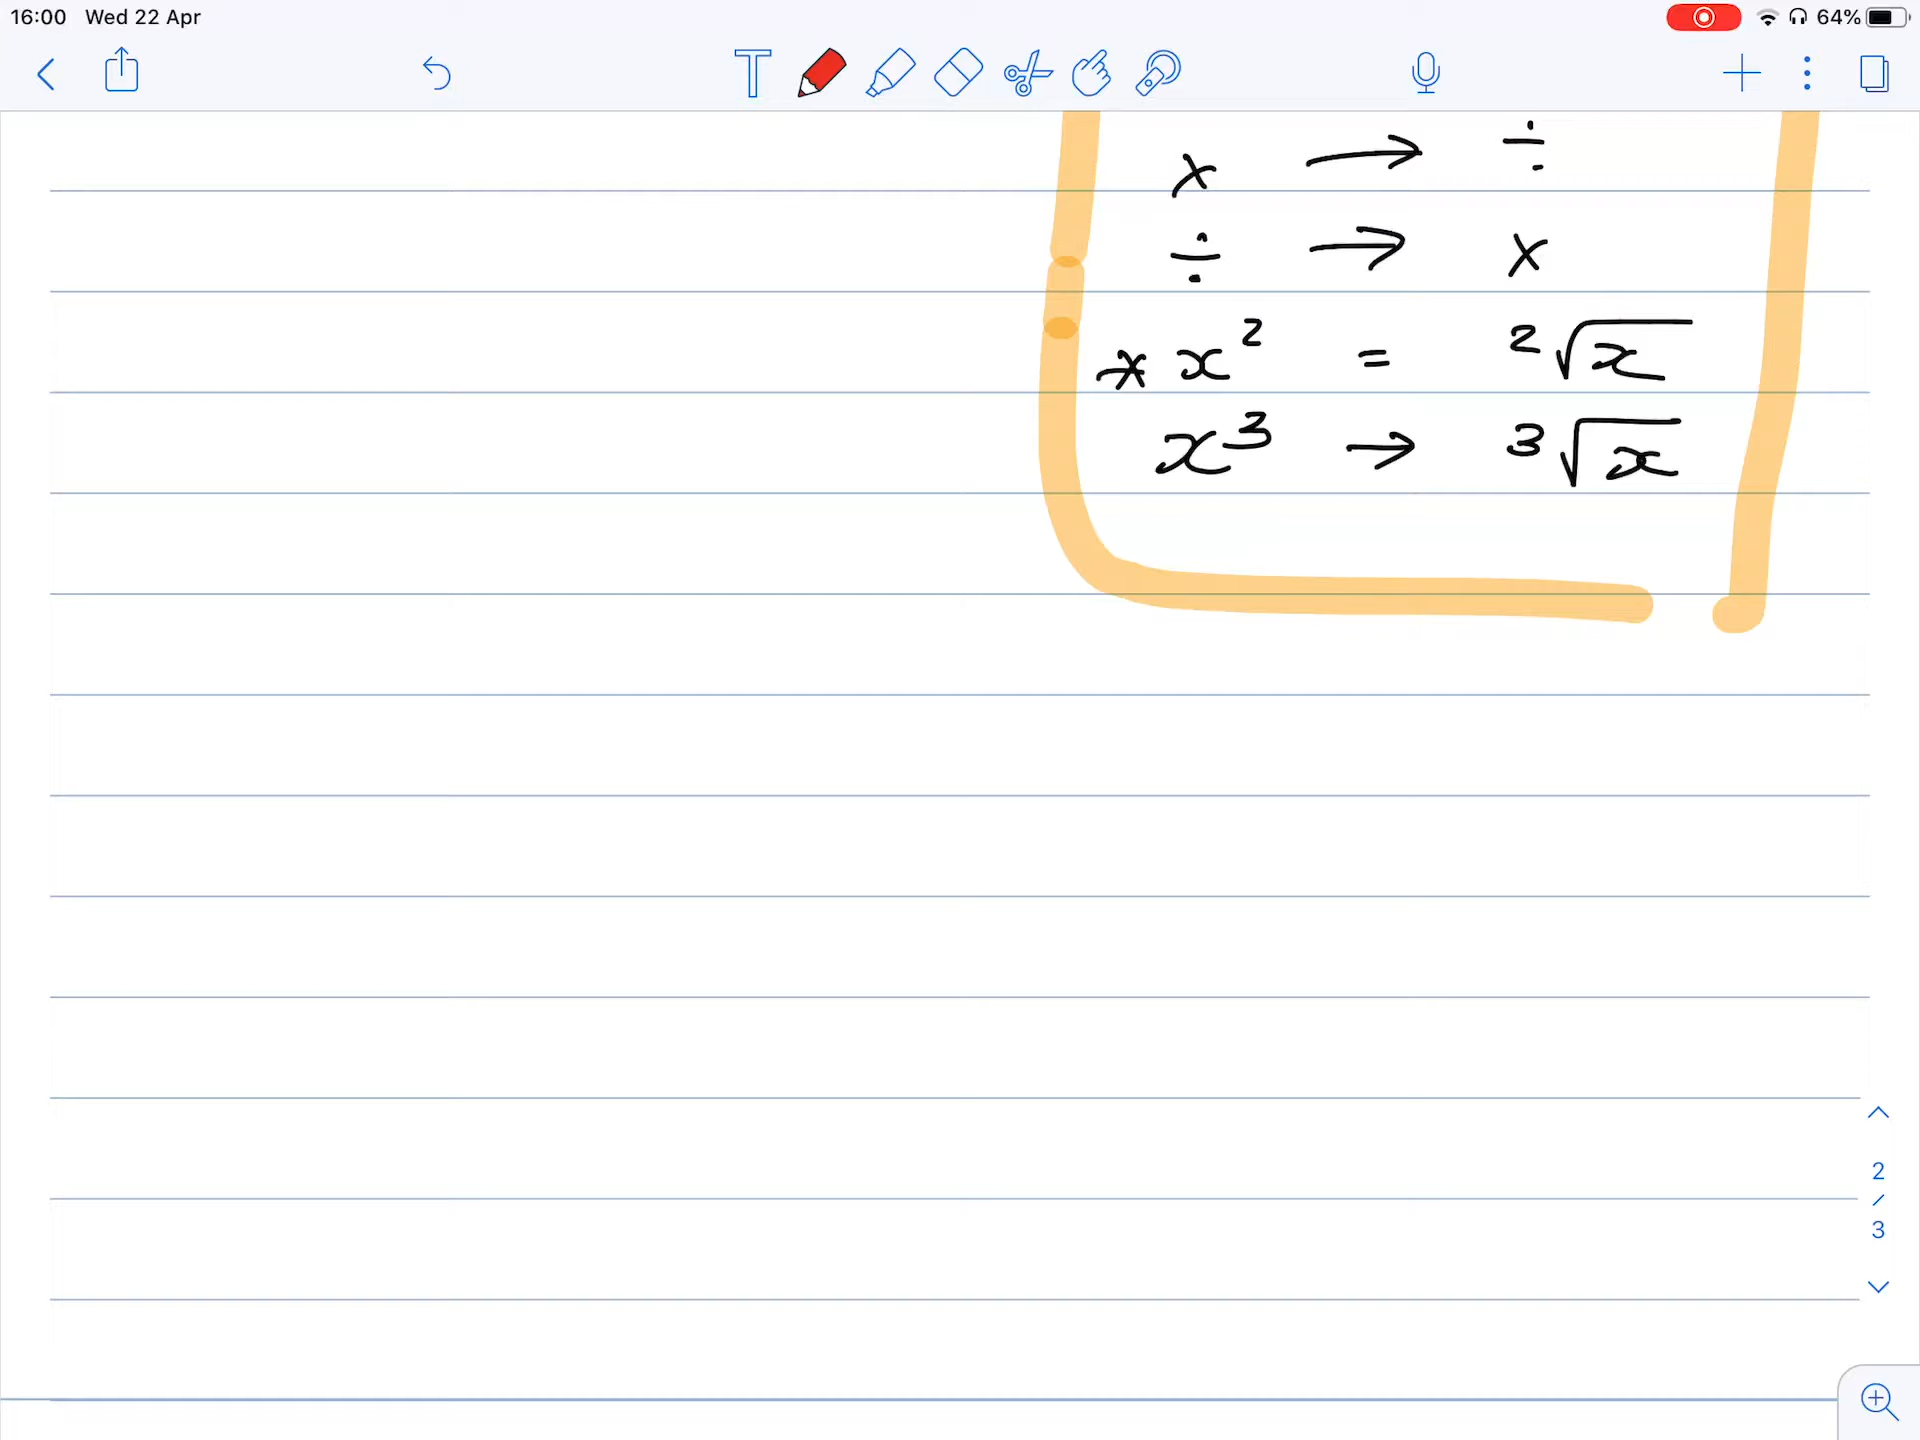 16:00 Wed 22 Apr 64%
T
× → ÷
÷ → ×
* x² = ²√x
x³ → ³√x
2
/
3